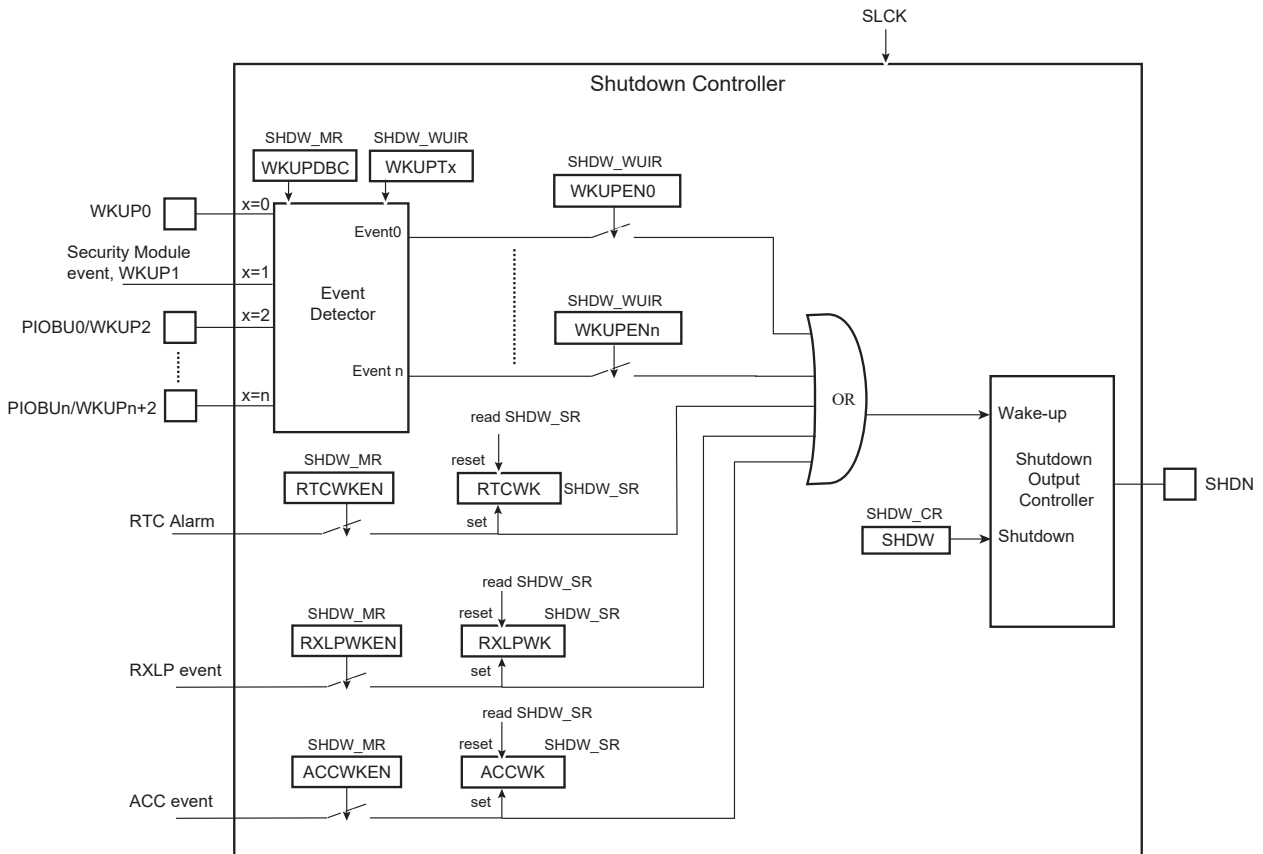 SLCK
Shutdown Controller
SHDW_MR
SHDW_WUIR
WKUPDBC
WKUPTx
SHDW_WUIR
WKUPEN0
WKUP0
x=0
Event0
Security Module
event, WKUP1
x=1
Event
Detector
SHDW_WUIR
WKUPENn
PIOBU0/WKUP2
x=2
Event n
PIOBUn/WKUPn+2
x=n
OR
Wake-up
Shutdown
Output
Controller
SHDN
read SHDW_SR
SHDW_MR
reset
RTCWKEN
RTCWK
SHDW_SR
RTC Alarm
set
SHDW_CR
SHDW
Shutdown
read SHDW_SR
SHDW_MR
reset
SHDW_SR
RXLPWKEN
RXLPWK
RXLP event
set
read SHDW_SR
SHDW_MR
reset
SHDW_SR
ACCWKEN
ACCWK
ACC event
set